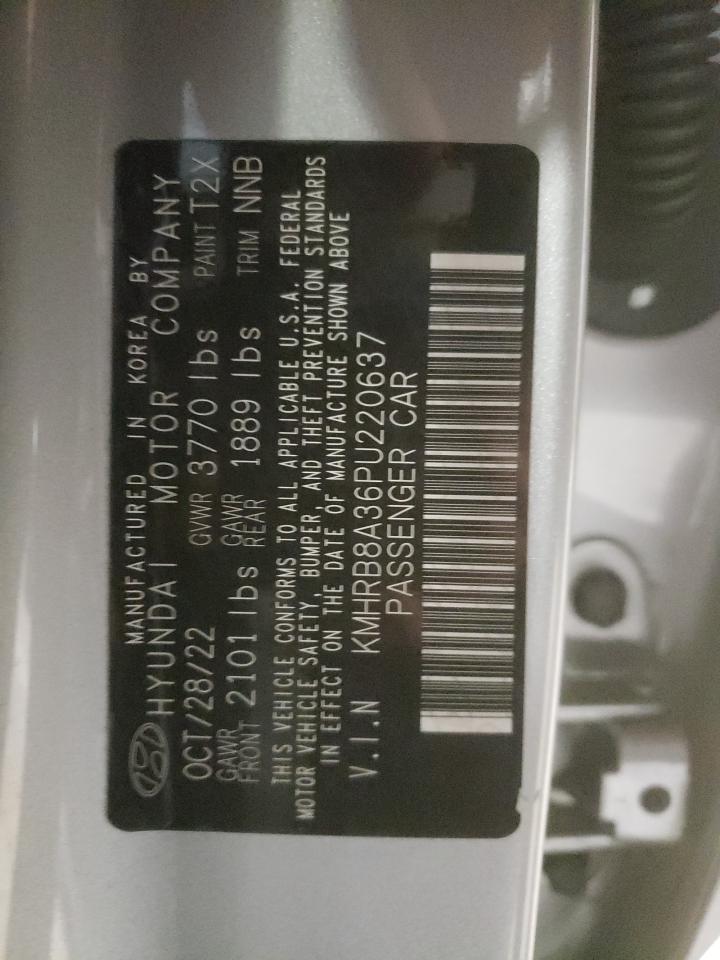 MANUFACTURED IN KOREA BY
HYUNDAI MOTOR COMPANY
OCT/28/22 GVWR 3770 lbs PAINT T2X
GAWR FRONT 2101 lbs GAWR REAR 1889 lbs TRIM NNB
THIS VEHICLE CONFORMS TO ALL APPLICABLE U.S.A. FEDERAL
MOTOR VEHICLE SAFETY, BUMPER, AND THEFT PREVENTION STANDARDS
IN EFFECT ON THE DATE OF MANUFACTURE SHOWN ABOVE
V.I.N KMHRB8A36PU220637
PASSENGER CAR